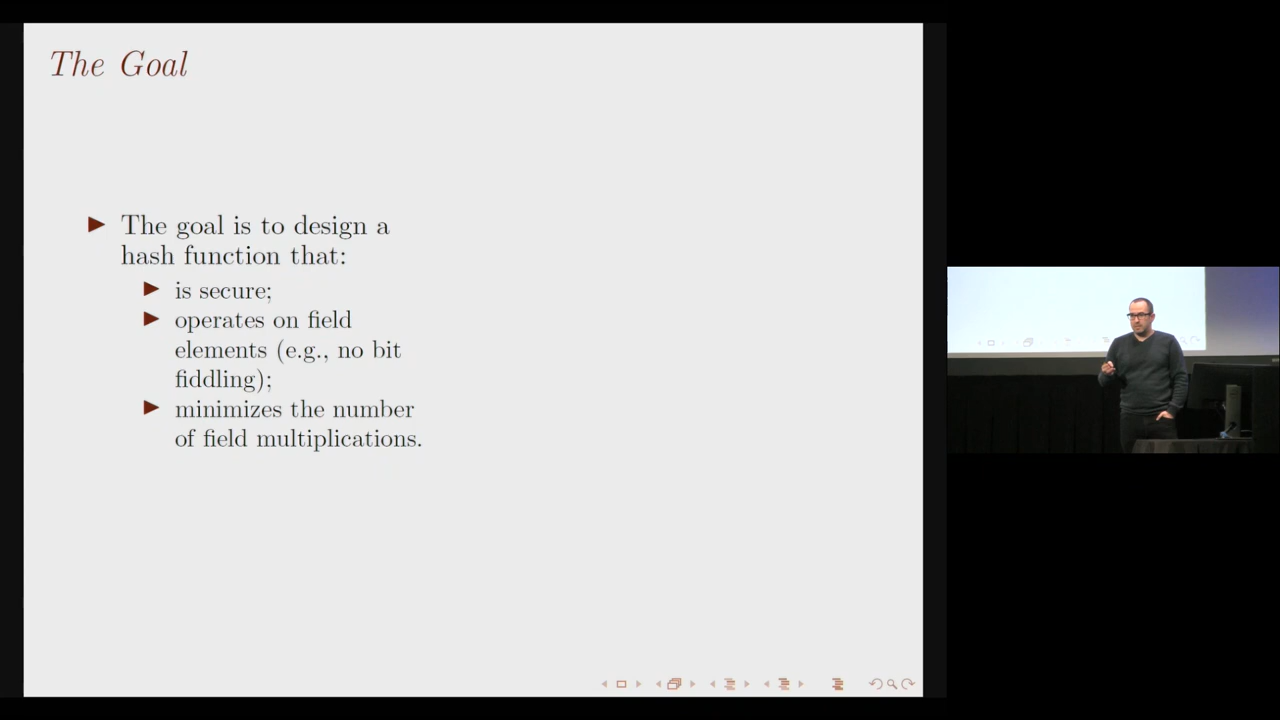 The Goal
The goal is to design a
hash function that:
is secure;
operates on field
elements (e.g., no bit
fiddling);
minimizes the number
of field multiplications.